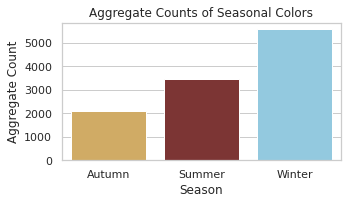 Aggregate Counts of Seasonal Colors
Aggregate Count
5000
4000
3000
2000
1000
0
Autumn Summer Winter
Season